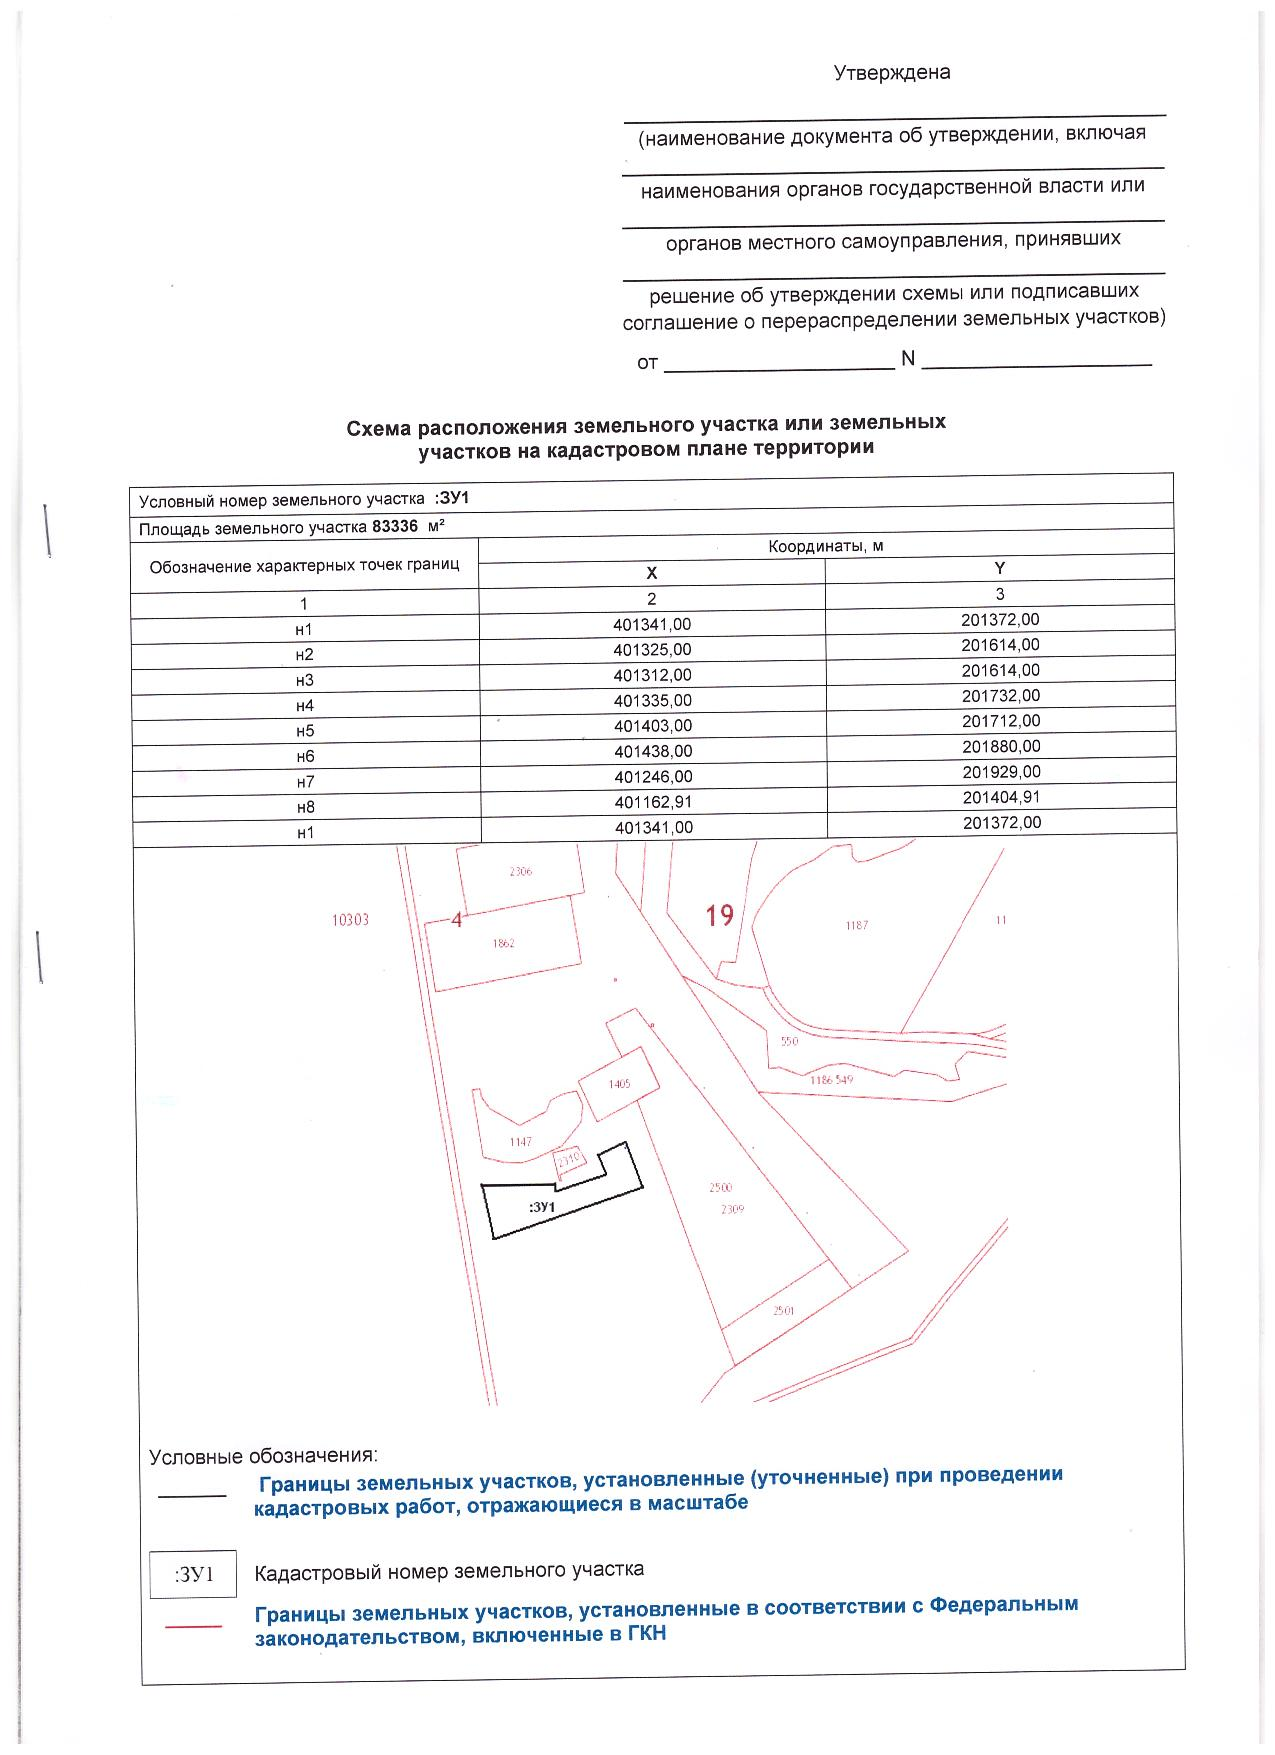 Утверждена
(наименование документа об утверждении, включая
наименования органов государственной власти или
органов местного самоуправления, принявших
решение об утверждении схемы или подписавших
соглашение о перераспределении земельных участков)
от N
Схема расположения земельного участка или земельных
участков на кадастровом плане территории
Условный номер земельного участка :ЗУ1
Площадь земельного участка 83336 м²
Обозначение характерных точек границ Координаты, м
X Y
1 2 3
н1 401341,00 201372,00
н2 401325,00 201614,00
н3 401312,00 201614,00
н4 401335,00 201732,00
н5 401403,00 201712,00
н6 401438,00 201880,00
н7 401246,00 201929,00
н8 401162,91 201404,91
н1 401341,00 201372,00
2306
10303
4
19
1187
11
1862
550
1405
1186 549
1147
2310
2500
:ЗУ1
2309
2501
Условные обозначения:
Границы земельных участков, установленные (уточненные) при проведении
кадастровых работ, отражающиеся в масштабе
:ЗУ1 Кадастровый номер земельного участка
Границы земельных участков, установленные в соответствии с Федеральным
законодательством, включенные в ГКН